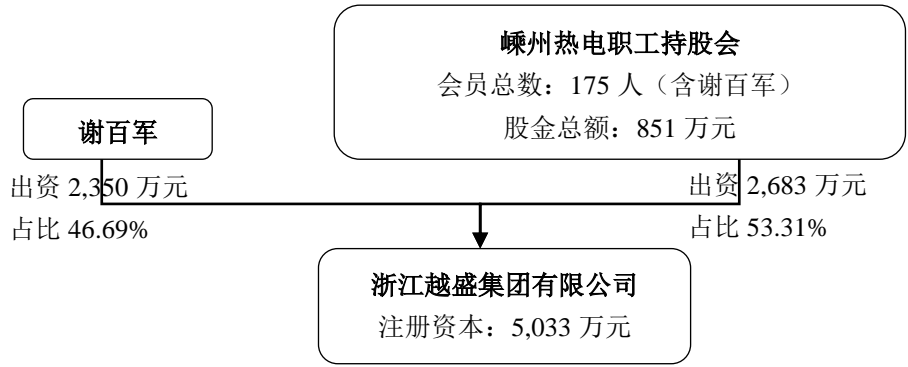 嵊州热电职工持股会
会员总数：175 人（含谢百军）
股金总额：851 万元
谢百军
出资 2,350 万元
占比 46.69%
出资 2,683 万元
占比 53.31%
浙江越盛集团有限公司
注册资本：5,033 万元